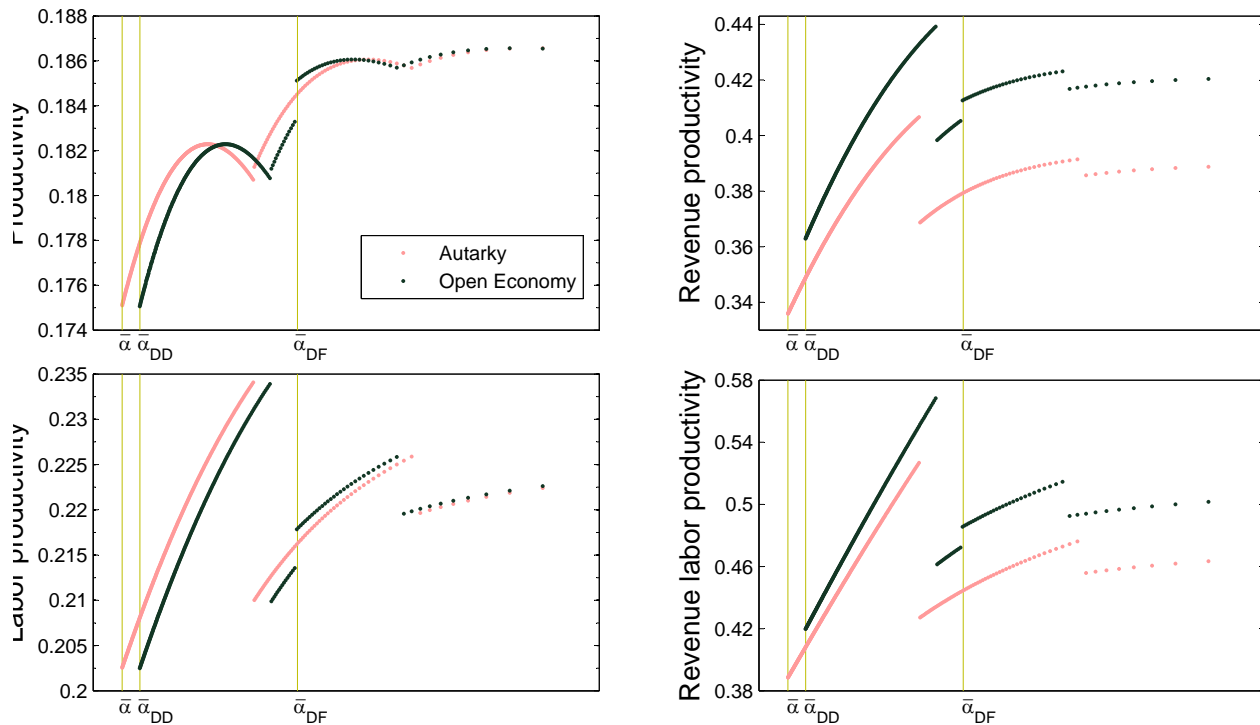 0.188
0.186
0.184
0.182
0.18
0.178
0.176
0.174
Productivity
Autarky
Open Economy
ᾱ ᾱDD ᾱDF
0.42
0.4
0.38
0.36
0.34
Revenue productivity
ᾱ ᾱDD ᾱDF
0.235
0.23
0.225
0.22
0.215
0.21
0.205
0.2
Labor productivity
ᾱ ᾱDD ᾱDF
0.58
0.54
0.5
0.46
0.42
0.38
Revenue labor productivity
ᾱ ᾱDD ᾱDF